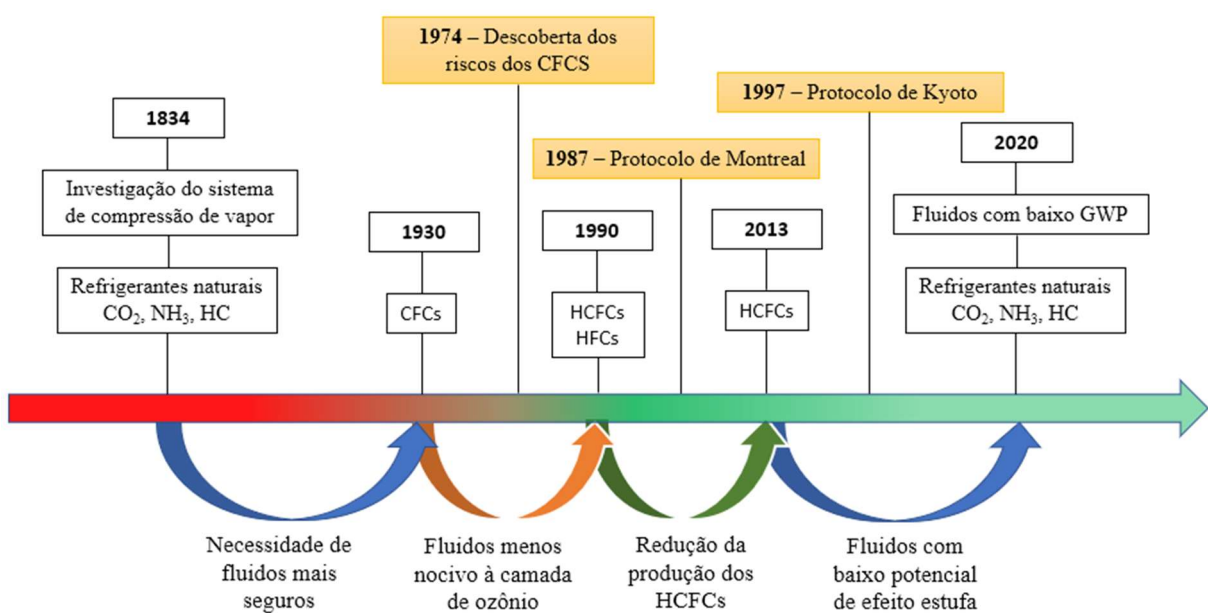 1974 – Descoberta dos
riscos dos CFCS
1997 – Protocolo de Kyoto
1834
2020
1987 – Protocolo de Montreal
Investigação do sistema
de compressão de vapor
1930
1990
2013
Fluidos com baixo GWP
Refrigerantes naturais
CO₂, NH₃, HC
CFCs
HCFCs
HFCs
HCFCs
Refrigerantes naturais
CO₂, NH₃, HC
Necessidade de
fluidos mais
seguros
Fluidos menos
nocivo à camada
de ozônio
Redução da
produção dos
HCFCs
Fluidos com
baixo potencial
de efeito estufa